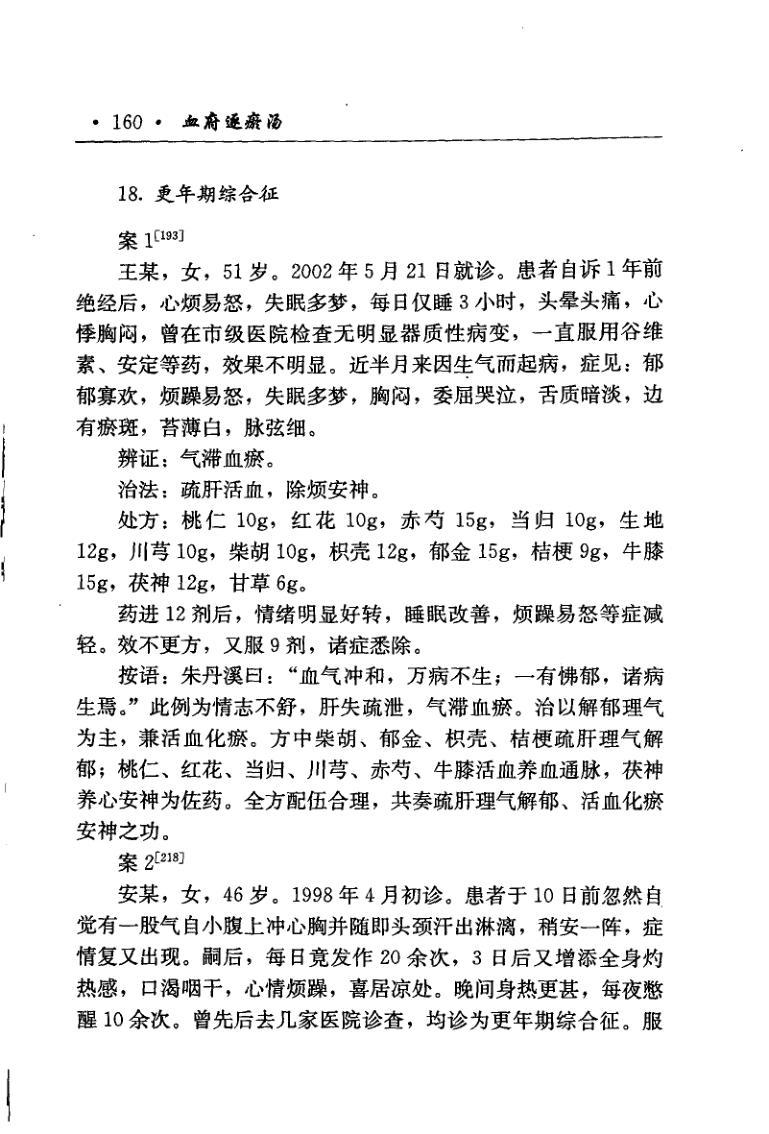 · 160 · 血府逐瘀汤
18. 更年期综合征
案 1[193]
王某，女，51 岁。2002 年 5 月 21 日就诊。患者自诉 1 年前
绝经后，心烦易怒，失眠多梦，每日仅睡 3 小时，头晕头痛，心
悸胸闷，曾在市级医院检查无明显器质性病变，一直服用谷维
素、安定等药，效果不明显。近半月来因生气而起病，症见：郁
郁寡欢，烦躁易怒，失眠多梦，胸闷，委屈哭泣，舌质暗淡，边
有瘀斑，苔薄白，脉弦细。
辨证：气滞血瘀。
治法：疏肝活血，除烦安神。
处方：桃仁 10g，红花 10g，赤芍 15g，当归 10g，生地
12g，川芎 10g，柴胡 10g，枳壳 12g，郁金 15g，桔梗 9g，牛膝
15g，茯神 12g，甘草 6g。
药进 12 剂后，情绪明显好转，睡眠改善，烦躁易怒等症减
轻。效不更方，又服 9 剂，诸症悉除。
按语：朱丹溪曰：“血气冲和，万病不生；一有怫郁，诸病
生焉。”此例为情志不舒，肝失疏泄，气滞血瘀。治以解郁理气
为主，兼活血化瘀。方中柴胡、郁金、枳壳、桔梗疏肝理气解
郁；桃仁、红花、当归、川芎、赤芍、牛膝活血养血通脉，茯神
养心安神为佐药。全方配伍合理，共奏疏肝理气解郁、活血化瘀
安神之功。
案 2[218]
安某，女，46 岁。1998 年 4 月初诊。患者于 10 日前忽然自
觉有一股气自小腹上冲心胸并随即头颈汗出淋漓，稍安一阵，症
情复又出现。嗣后，每日竟发作 20 余次，3 日后又增添全身灼
热感，口渴咽干，心情烦躁，喜居凉处。晚间身热更甚，每夜憋
醒 10 余次。曾先后去几家医院诊查，均诊为更年期综合征。服